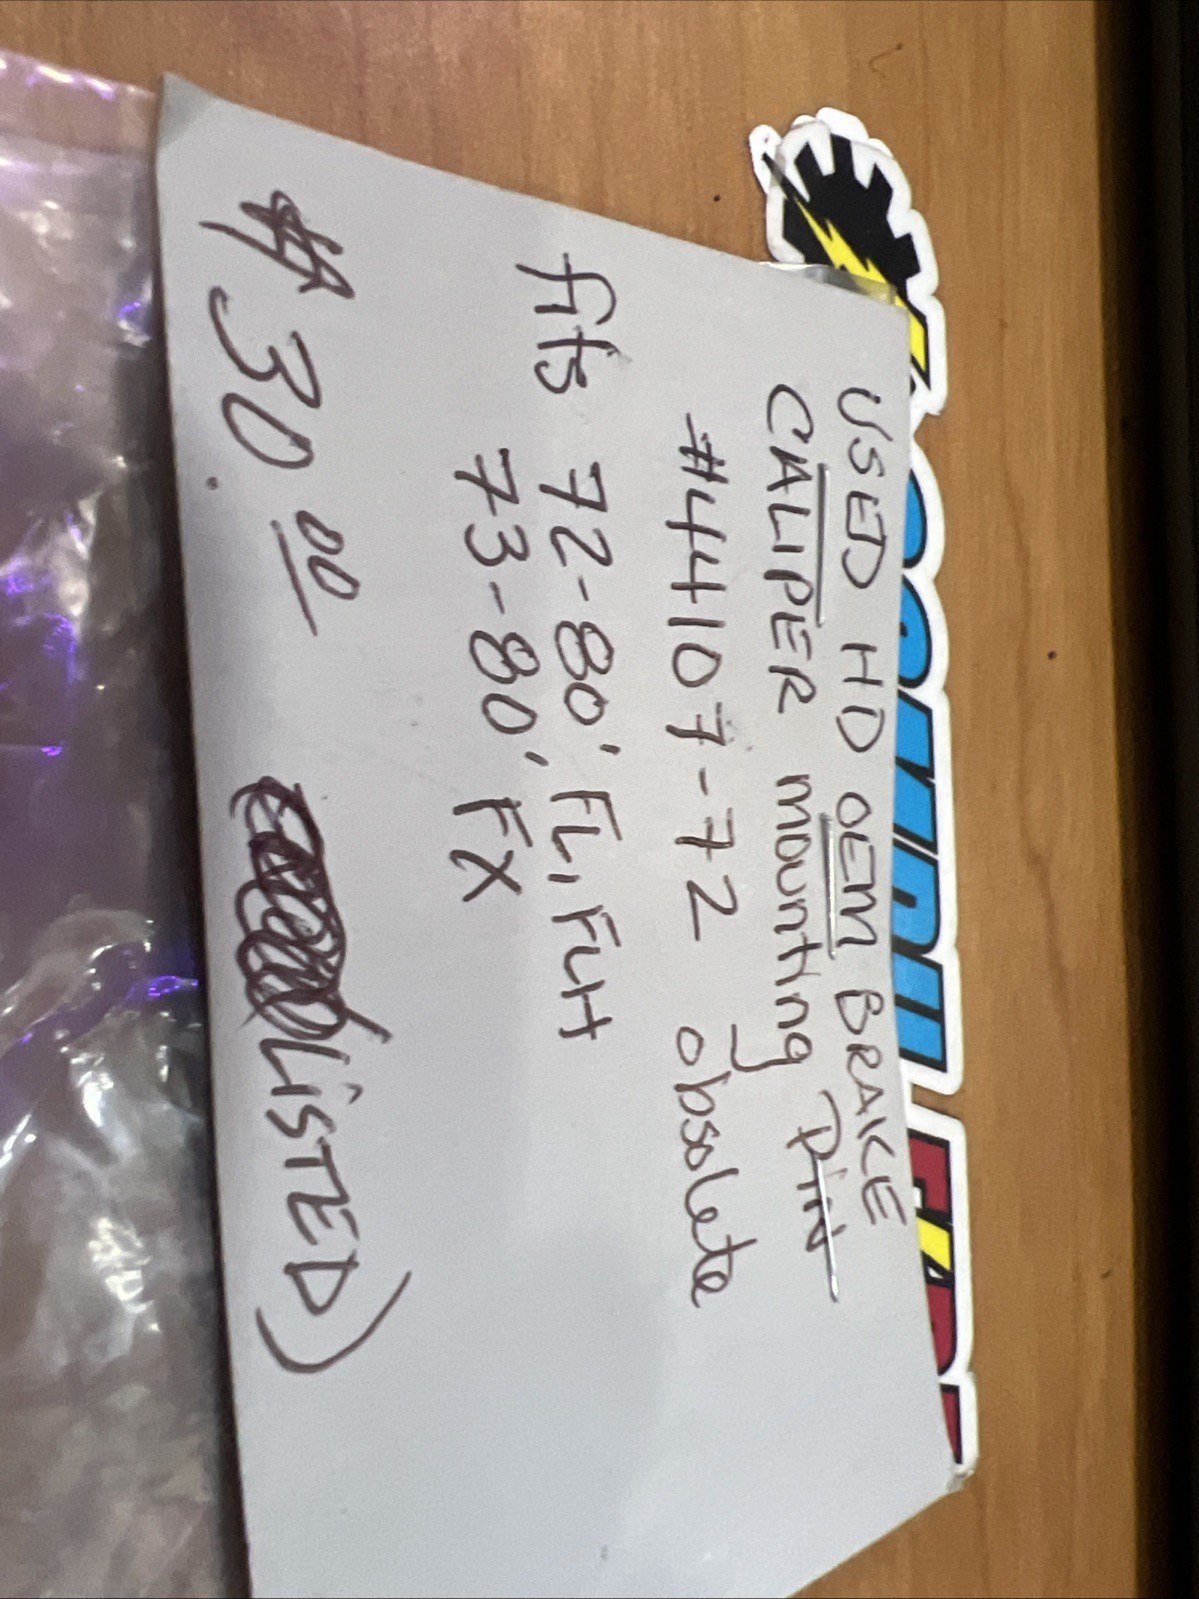 USED HD OEM BRAKE
CALIPER mounting PIN
#44107-72 obsolete
fits 72-80' FL, FLH
73-80' FX
$30.00 LiSTED)